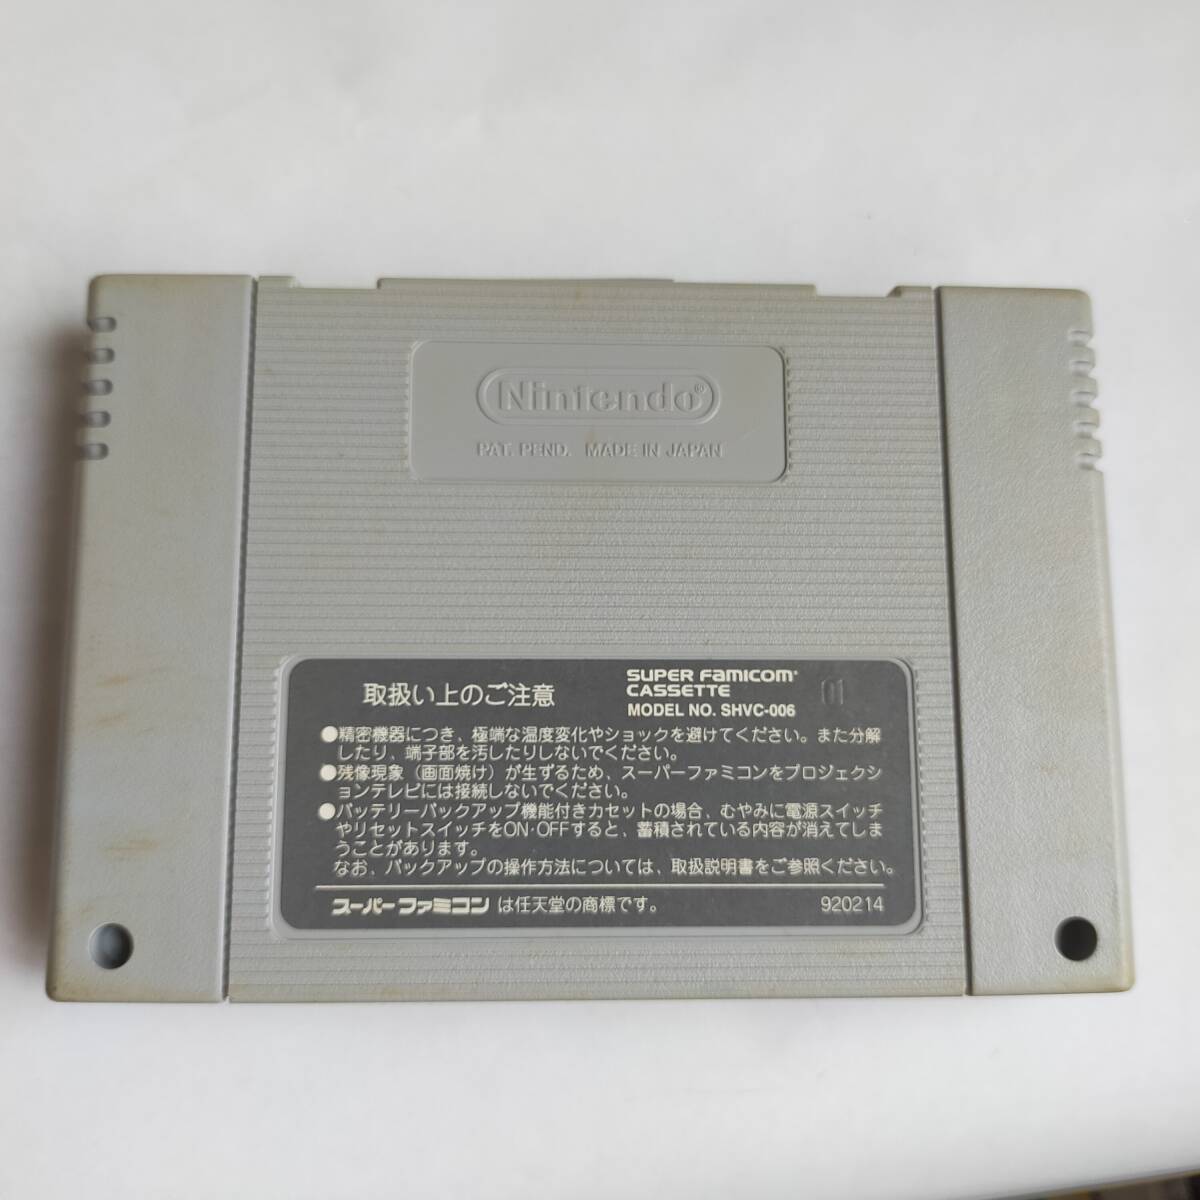 Nintendo®
PAT. PEND. MADE IN JAPAN
取扱い上のご注意
SUPER FAMICOM
CASSETTE
MODEL NO. SHVC-006
01
●精密機器につき、極端な温度変化やショックを避けてください。また分解
したり、端子部を汚したりしないでください。
●残像現象（画面焼け）が生ずるため、スーパーファミコンをプロジェクシ
ョンテレビには接続しないでください。
●バッテリーバックアップ機能付きカセットの場合、むやみに電源スイッチ
やリセットスイッチをON・OFFすると、蓄積されている内容が消えてしま
うことがあります。
なお、バックアップの操作方法については、取扱説明書をご参照ください。
スーパーファミコンは任天堂の商標です。
920214